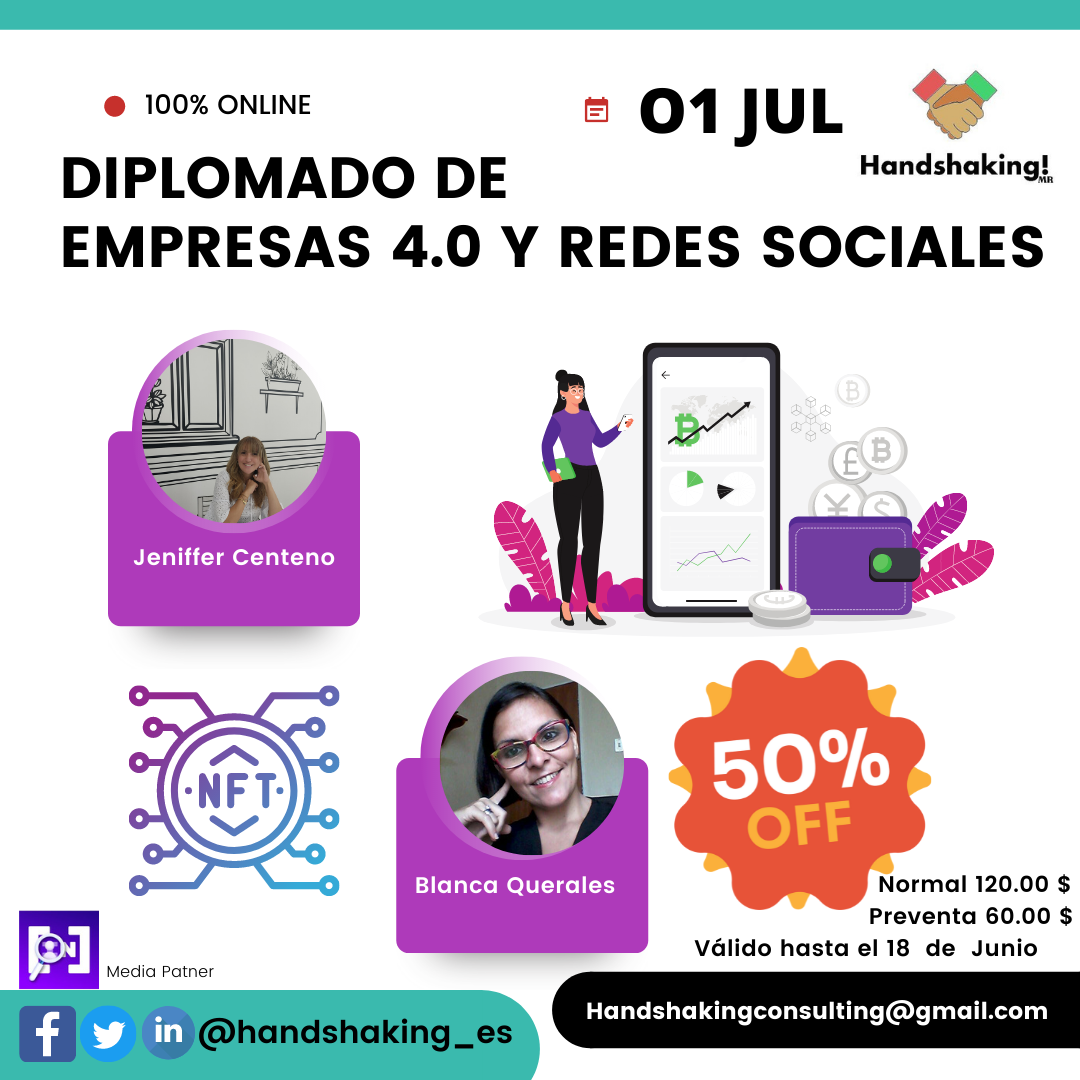 100% ONLINE
01 JUL
Handshaking!
MR
DIPLOMADO DE
EMPRESAS 4.0 Y REDES SOCIALES
Jeniffer Centeno
NFT
Blanca Querales
50%
OFF
Normal 120.00 $
Preventa 60.00 $
Válido hasta el 18 de Junio
Media Patner
@handshaking_es
Handshakingconsulting@gmail.com